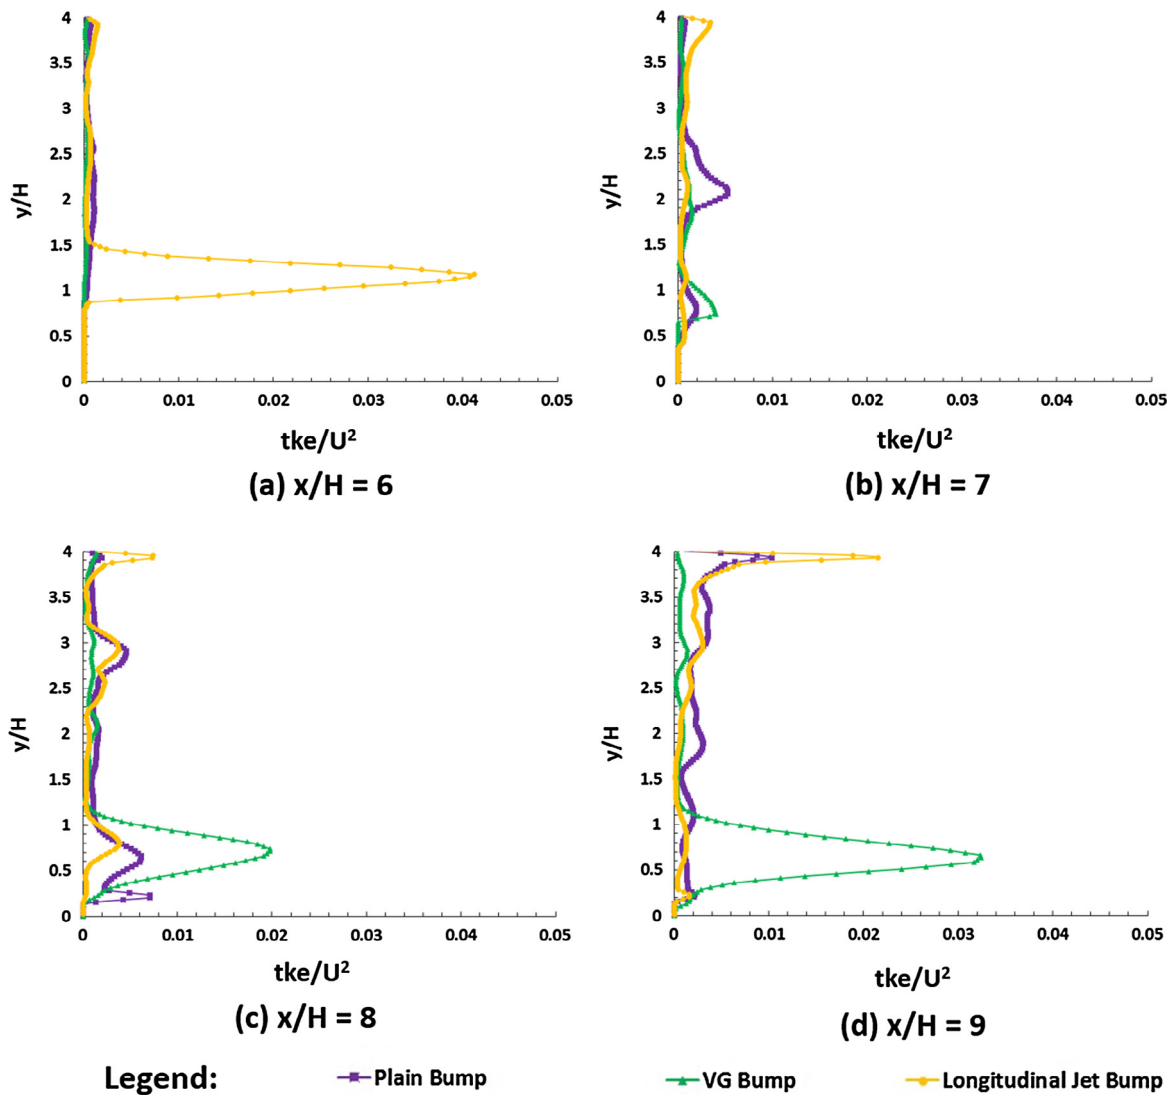 4
3.5
3
2.5
2
1.5
1
0.5
0
y/H
0 0.01 0.02 0.03 0.04 0.05
tke/U²
(a) x/H = 6
4
3.5
3
2.5
2
1.5
1
0.5
0
y/H
0 0.01 0.02 0.03 0.04 0.05
tke/U²
(b) x/H = 7
4
3.5
3
2.5
2
1.5
1
0.5
0
y/H
0 0.01 0.02 0.03 0.04 0.05
tke/U²
(c) x/H = 8
4
3.5
3
2.5
2
1.5
1
0.5
0
y/H
0 0.01 0.02 0.03 0.04 0.05
tke/U²
(d) x/H = 9
Legend: Plain Bump VG Bump Longitudinal Jet Bump